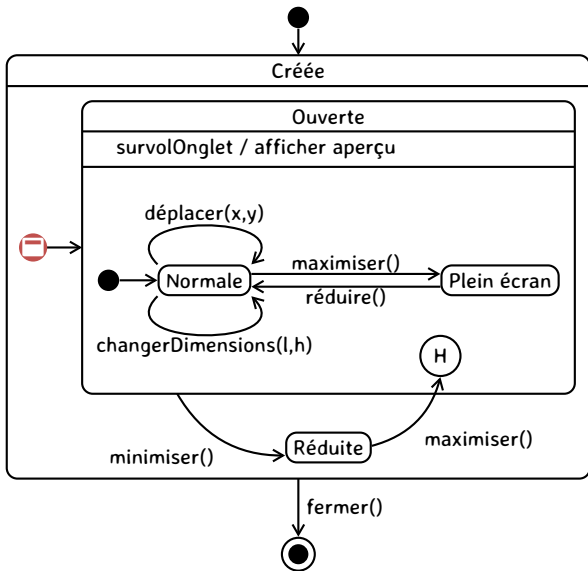 Créée
Ouverte
survolOnglet / afficher aperçu
déplacer(x,y)
maximiser()
Normale
Plein écran
réduire()
changerDimensions(l,h)
H
Réduite
maximiser()
minimiser()
fermer()